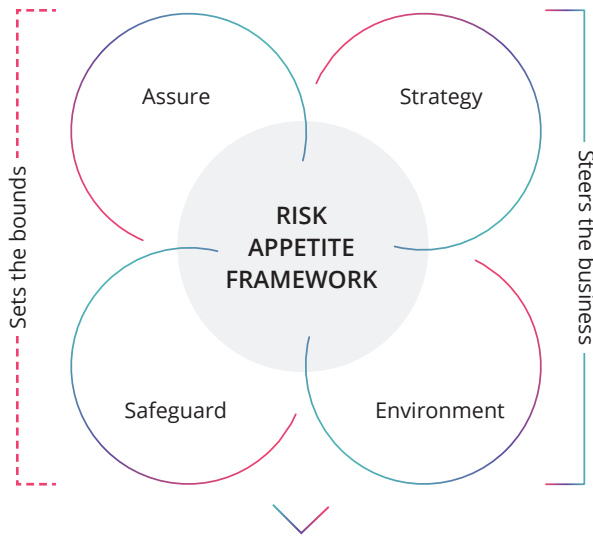 Assure
Strategy
Sets the bounds
RISK
APPETITE
FRAMEWORK
Steers the business
Safeguard
Environment